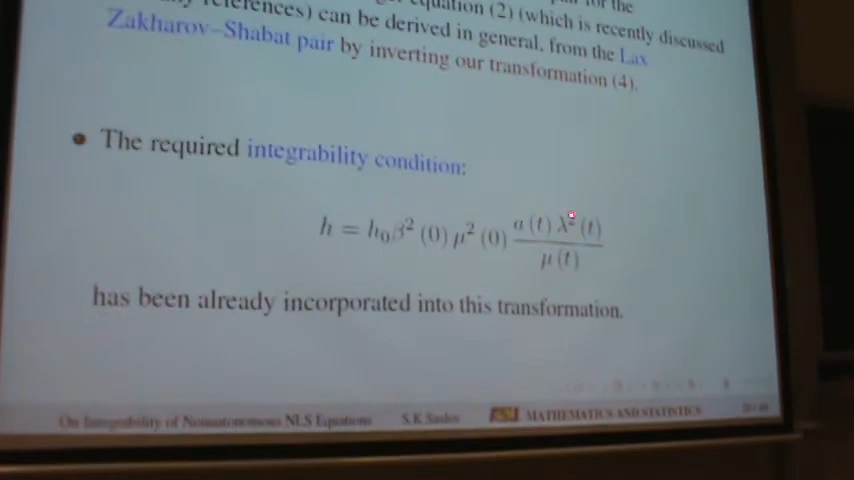 references) can be derived in general, from the Lax
equation (2) (which is recently discussed
Zakharov–Shabat pair by inverting our transformation (4).
• The required integrability condition:
h = h₀β² (0) μ² (0) a (t) λ² (t) / μ (t)
has been already incorporated into this transformation.
On Integrability of Nonautonomous NLS Equations S.K. Suslov ASU MATHEMATICS AND STATISTICS